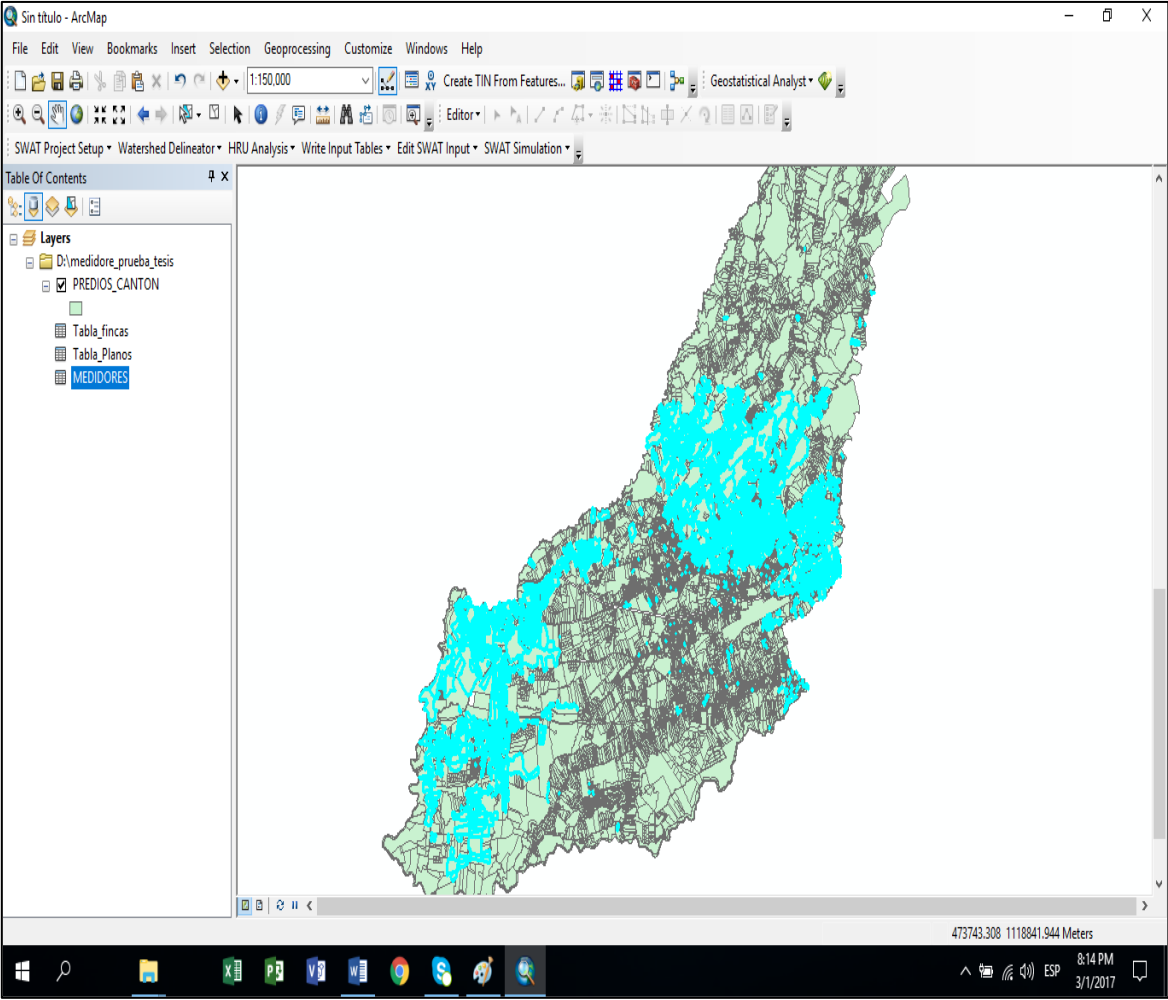 Sin título - ArcMap
File Edit View Bookmarks Insert Selection Geoprocessing Customize Windows Help
1:150,000 XY Create TIN From Features... Geostatistical Analyst
Editor
SWAT Project Setup Watershed Delineator HRU Analysis Write Input Tables Edit SWAT Input SWAT Simulation
Table Of Contents
Layers
D:\medidore_prueba_tesis
PREDIOS_CANTON
Tabla_fincas
Tabla_Planos
MEDIDORES
473743.308 1118841.944 Meters
ESP
8:14 PM
3/1/2017